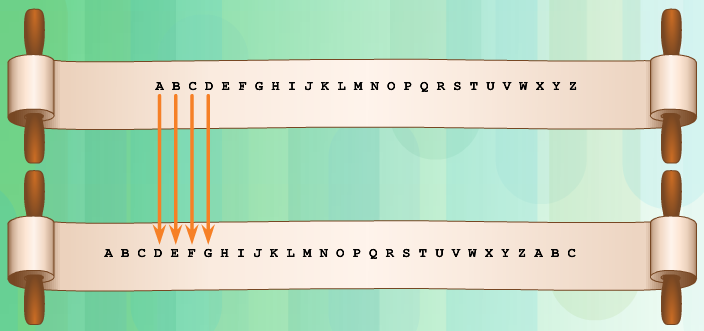 A B C D E F G H I J K L M N O P Q R S T U V W X Y Z
A B C D E F G H I J K L M N O P Q R S T U V W X Y Z A B C